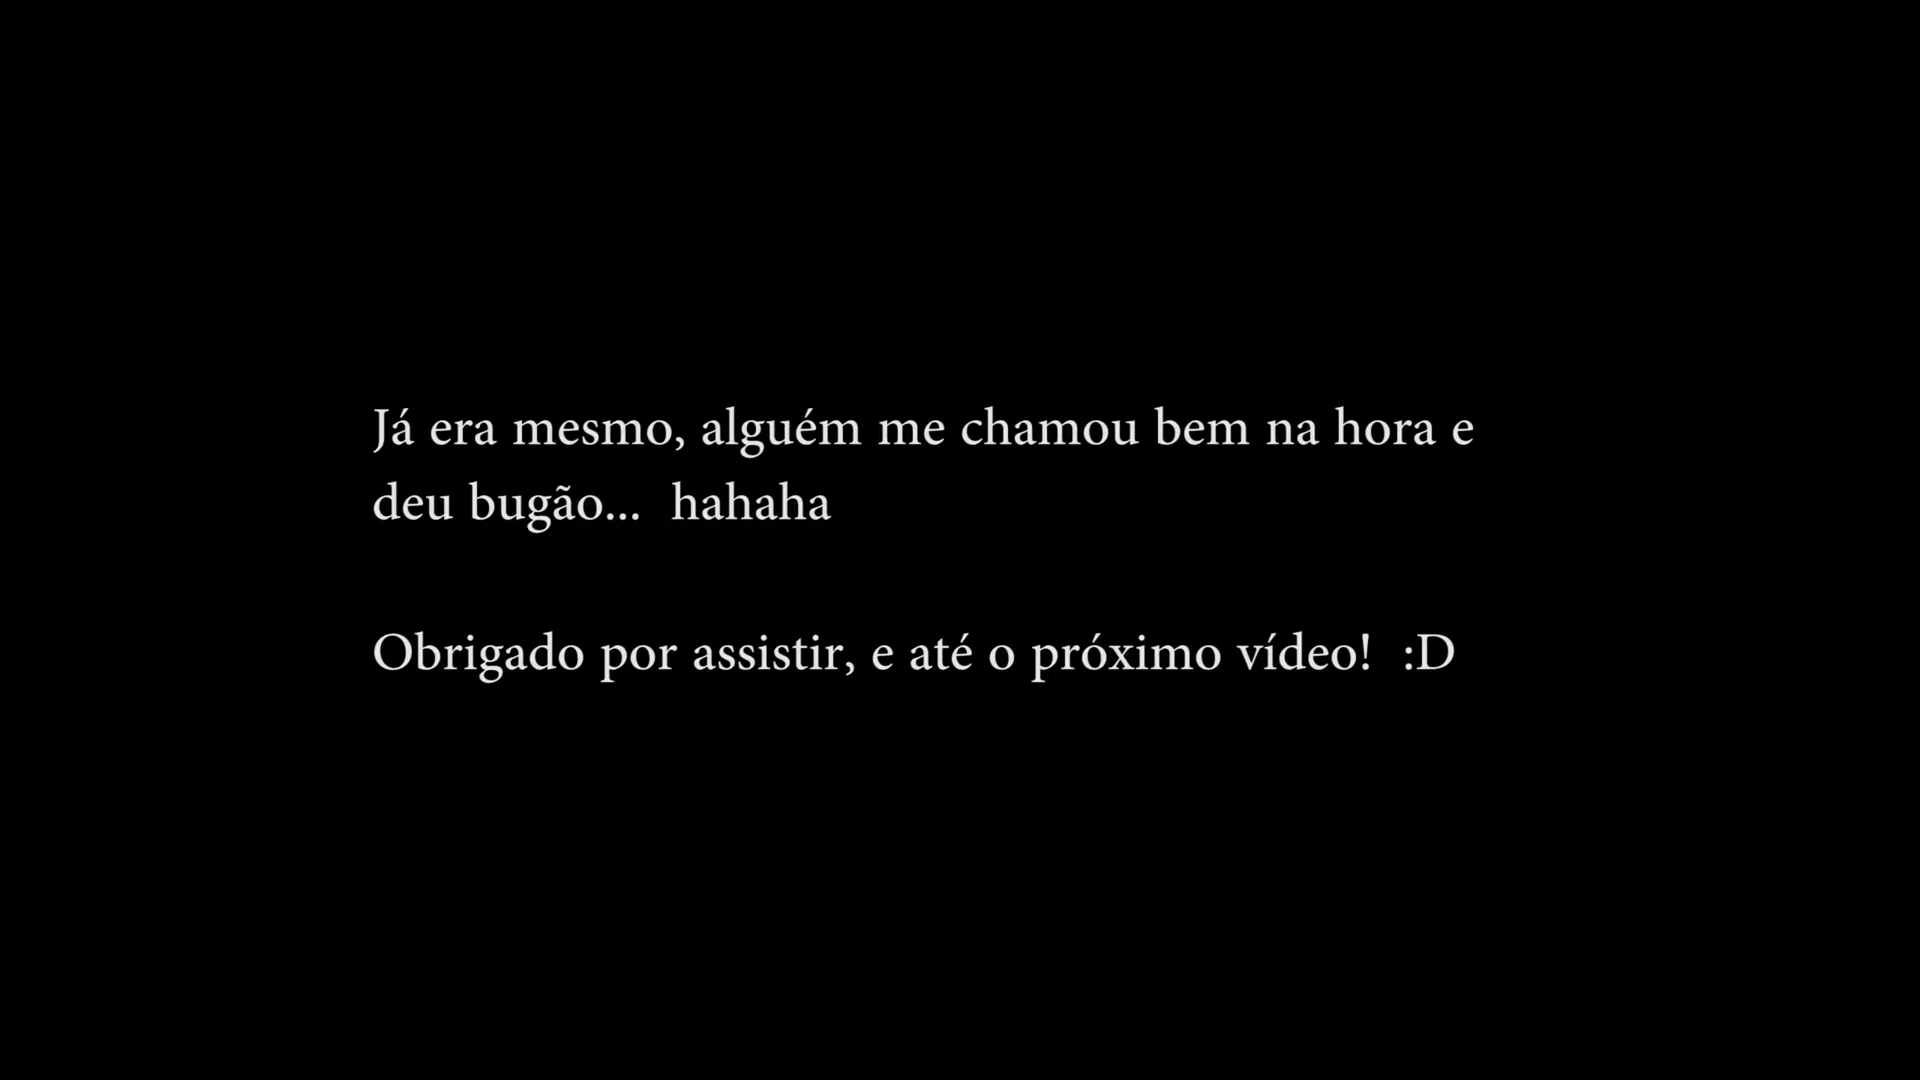 Já era mesmo, alguém me chamou bem na hora e
deu bugão...  hahaha
Obrigado por assistir, e até o próximo vídeo!  :D